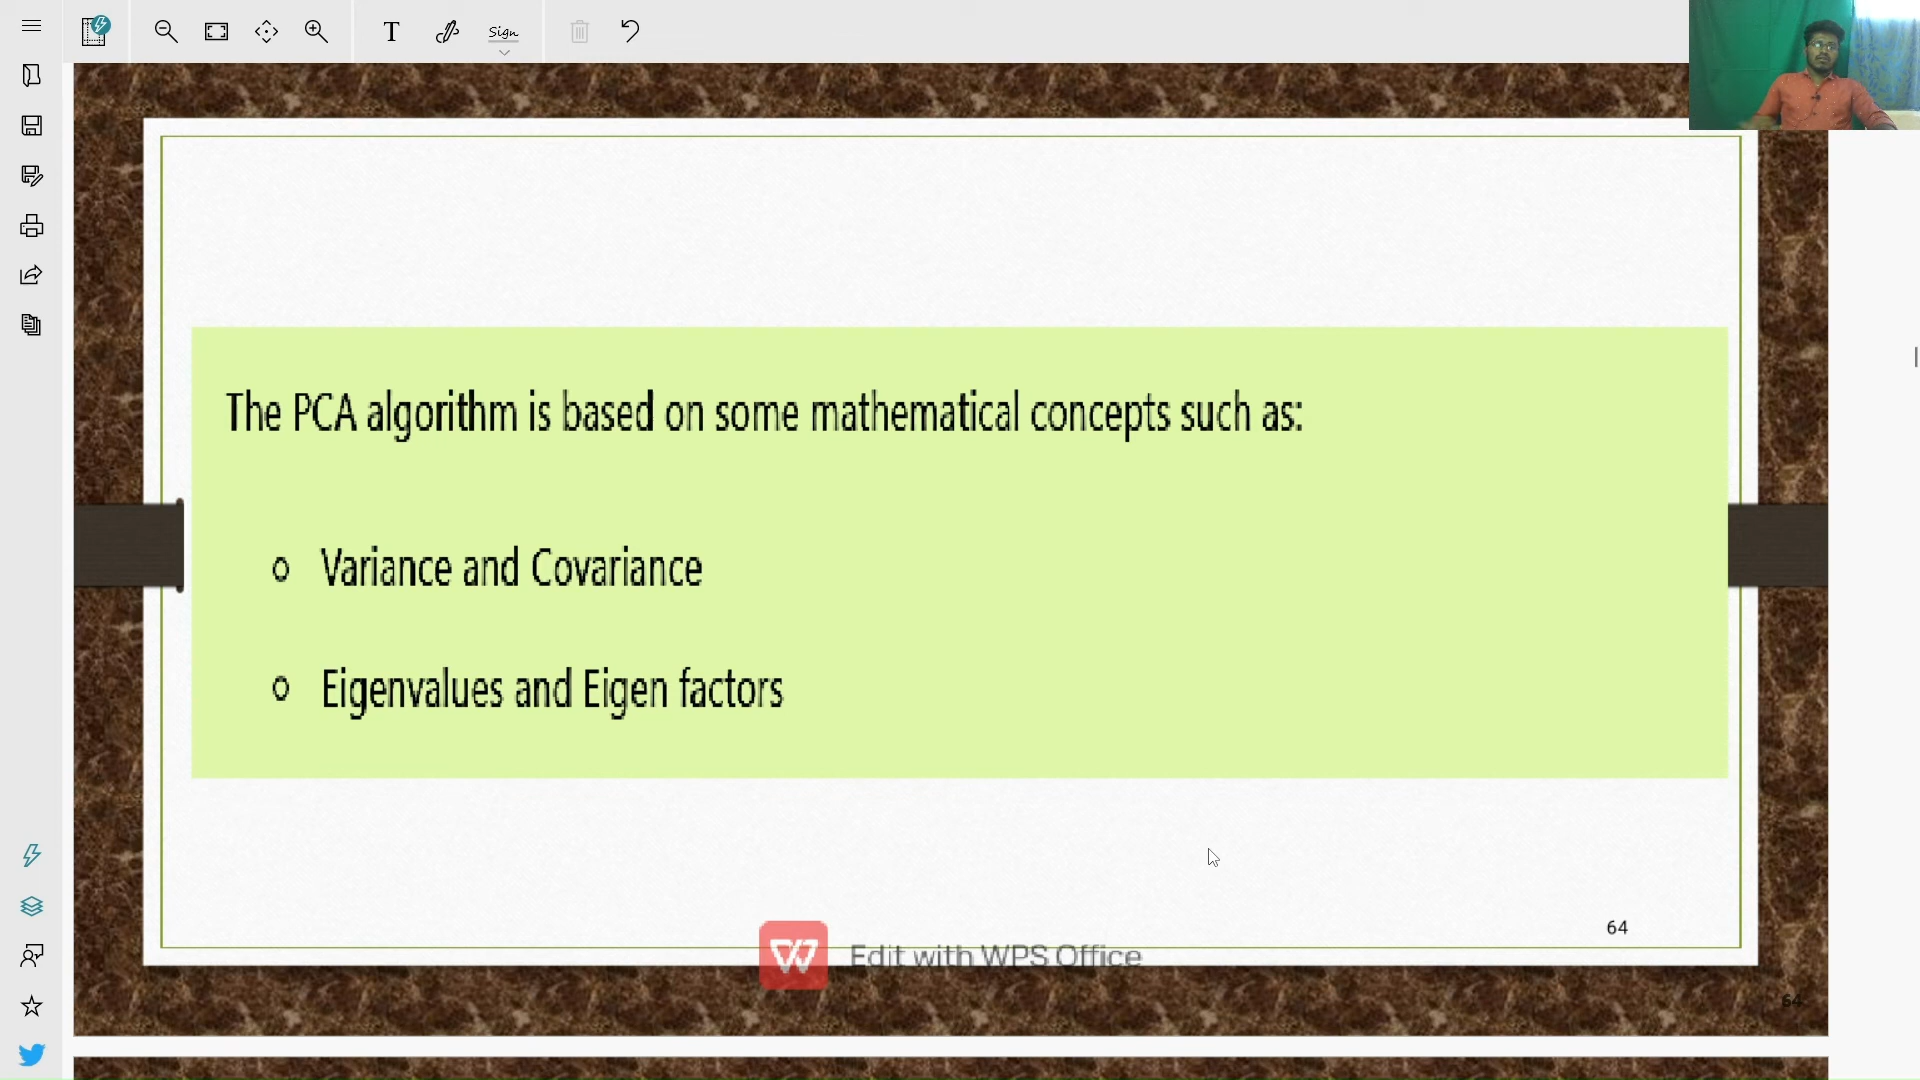 T
Sign
The PCA algorithm is based on some mathematical concepts such as:
o Variance and Covariance
o Eigenvalues and Eigen factors
64
Edit with WPS Office
64